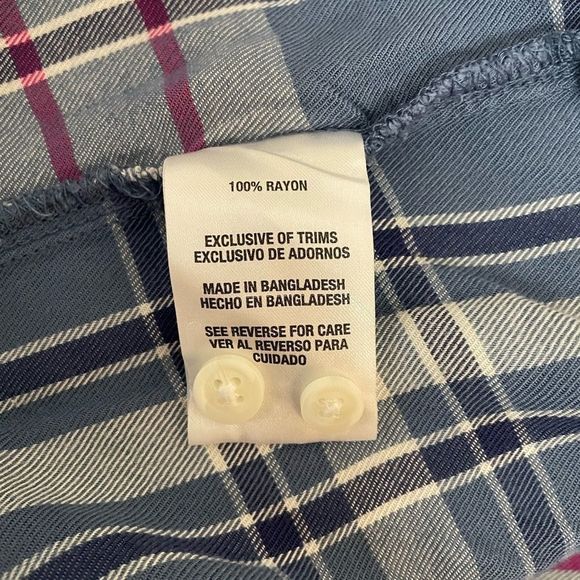 100% RAYON
EXCLUSIVE OF TRIMS
EXCLUSIVO DE ADORNOS
MADE IN BANGLADESH
HECHO EN BANGLADESH
SEE REVERSE FOR CARE
VER AL REVERSO PARA
CUIDADO